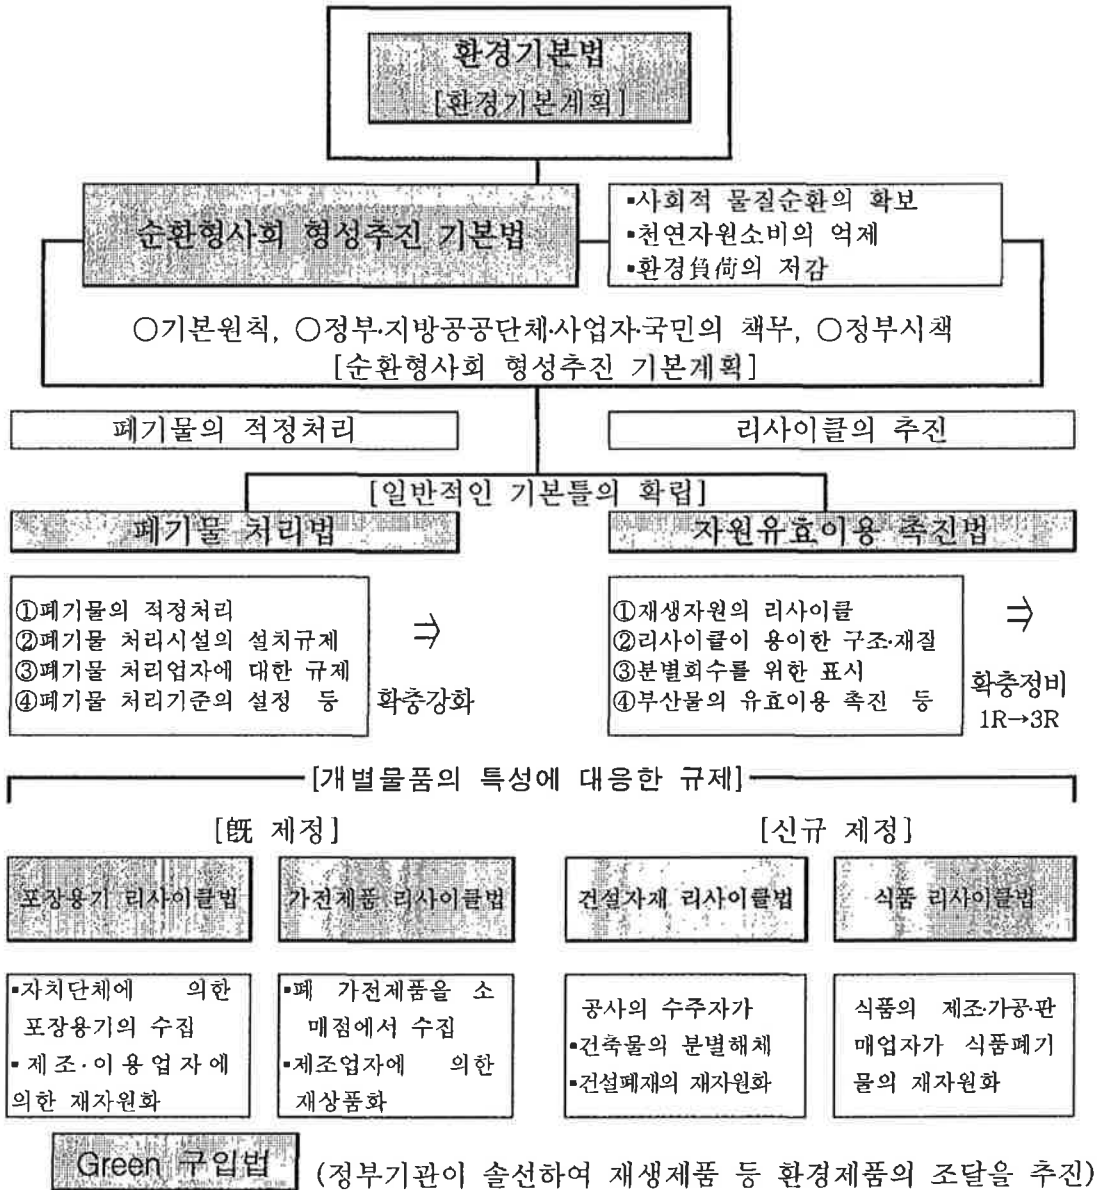 환경기본법
[환경기본계획]
순환형사회 형성추진 기본법
▪사회적 물질순환의 확보
▪천연자원소비의 억제
▪환경負荷의 저감
○기본원칙, ○정부·지방공공단체·사업자·국민의 책무, ○정부시책
[순환형사회 형성추진 기본계획]
폐기물의 적정처리
리사이클의 추진
[일반적인 기본틀의 확립]
폐기물 처리법
자원유효이용 촉진법
①폐기물의 적정처리
②폐기물 처리시설의 설치규제
③폐기물 처리업자에 대한 규제
④폐기물 처리기준의 설정 등
⇒
확충강화
①재생자원의 리사이클
②리사이클이 용이한 구조·재질
③분별회수를 위한 표시
④부산물의 유효이용 촉진 등
⇒
확충정비
1R→3R
[개별물품의 특성에 대응한 규제]
[旣 제정]
[신규 제정]
포장용기 리사이클법
가전제품 리사이클법
건설자재 리사이클법
식품 리사이클법
▪자치단체에 의한
포장용기의 수집
▪제조·이용업자에
의한 재자원화
▪폐 가전제품을 소
매점에서 수집
▪제조업자에 의한
재상품화
공사의 수주자가
▪건축물의 분별해체
▪건설폐재의 재자원화
식품의 제조·가공·판
매업자가 식품폐기
물의 재자원화
Green 구입법
(정부기관이 솔선하여 재생제품 등 환경제품의 조달을 추진)